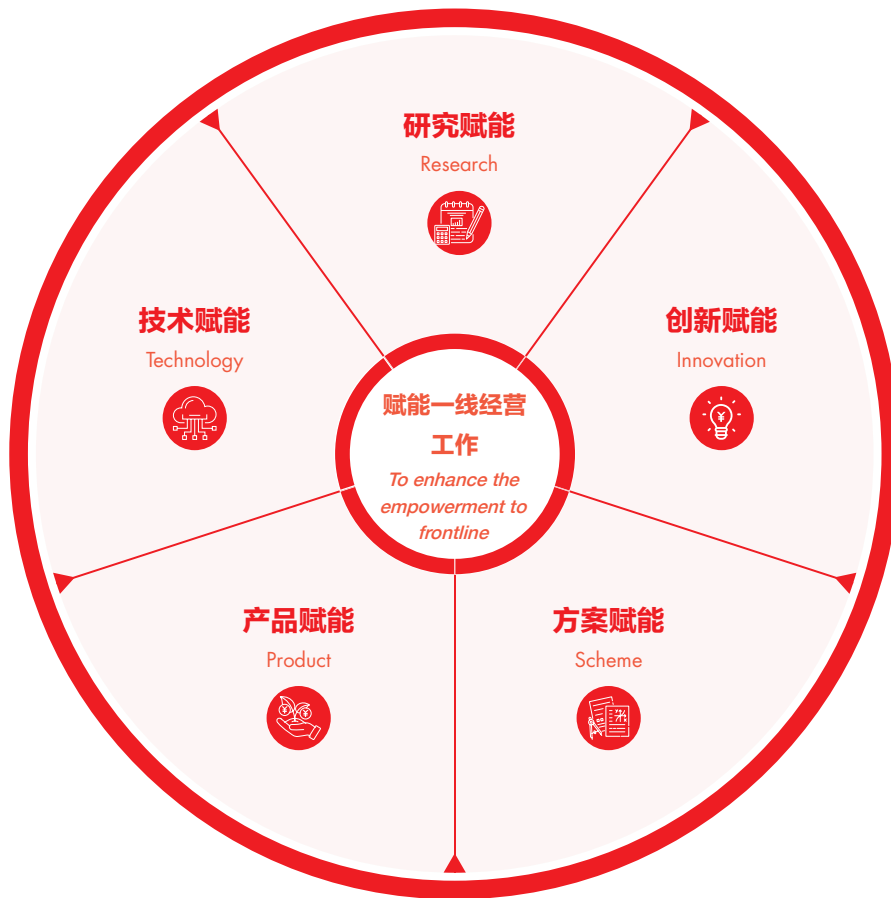 研究赋能
Research
技术赋能
Technology
创新赋能
Innovation
赋能一线经营
工作
To enhance the
empowerment to
frontline
产品赋能
Product
方案赋能
Scheme